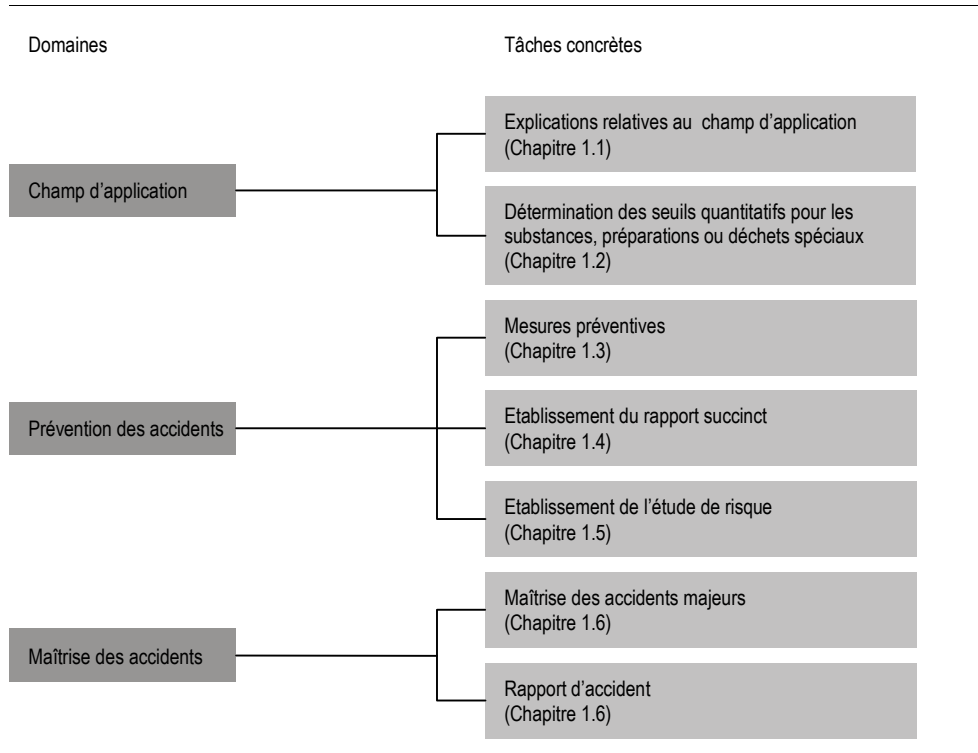 Domaines
Tâches concrètes
Champ d’application
Explications relatives au champ d’application
(Chapitre 1.1)
Détermination des seuils quantitatifs pour les
substances, préparations ou déchets spéciaux
(Chapitre 1.2)
Prévention des accidents
Mesures préventives
(Chapitre 1.3)
Etablissement du rapport succinct
(Chapitre 1.4)
Etablissement de l’étude de risque
(Chapitre 1.5)
Maîtrise des accidents
Maîtrise des accidents majeurs
(Chapitre 1.6)
Rapport d’accident
(Chapitre 1.6)